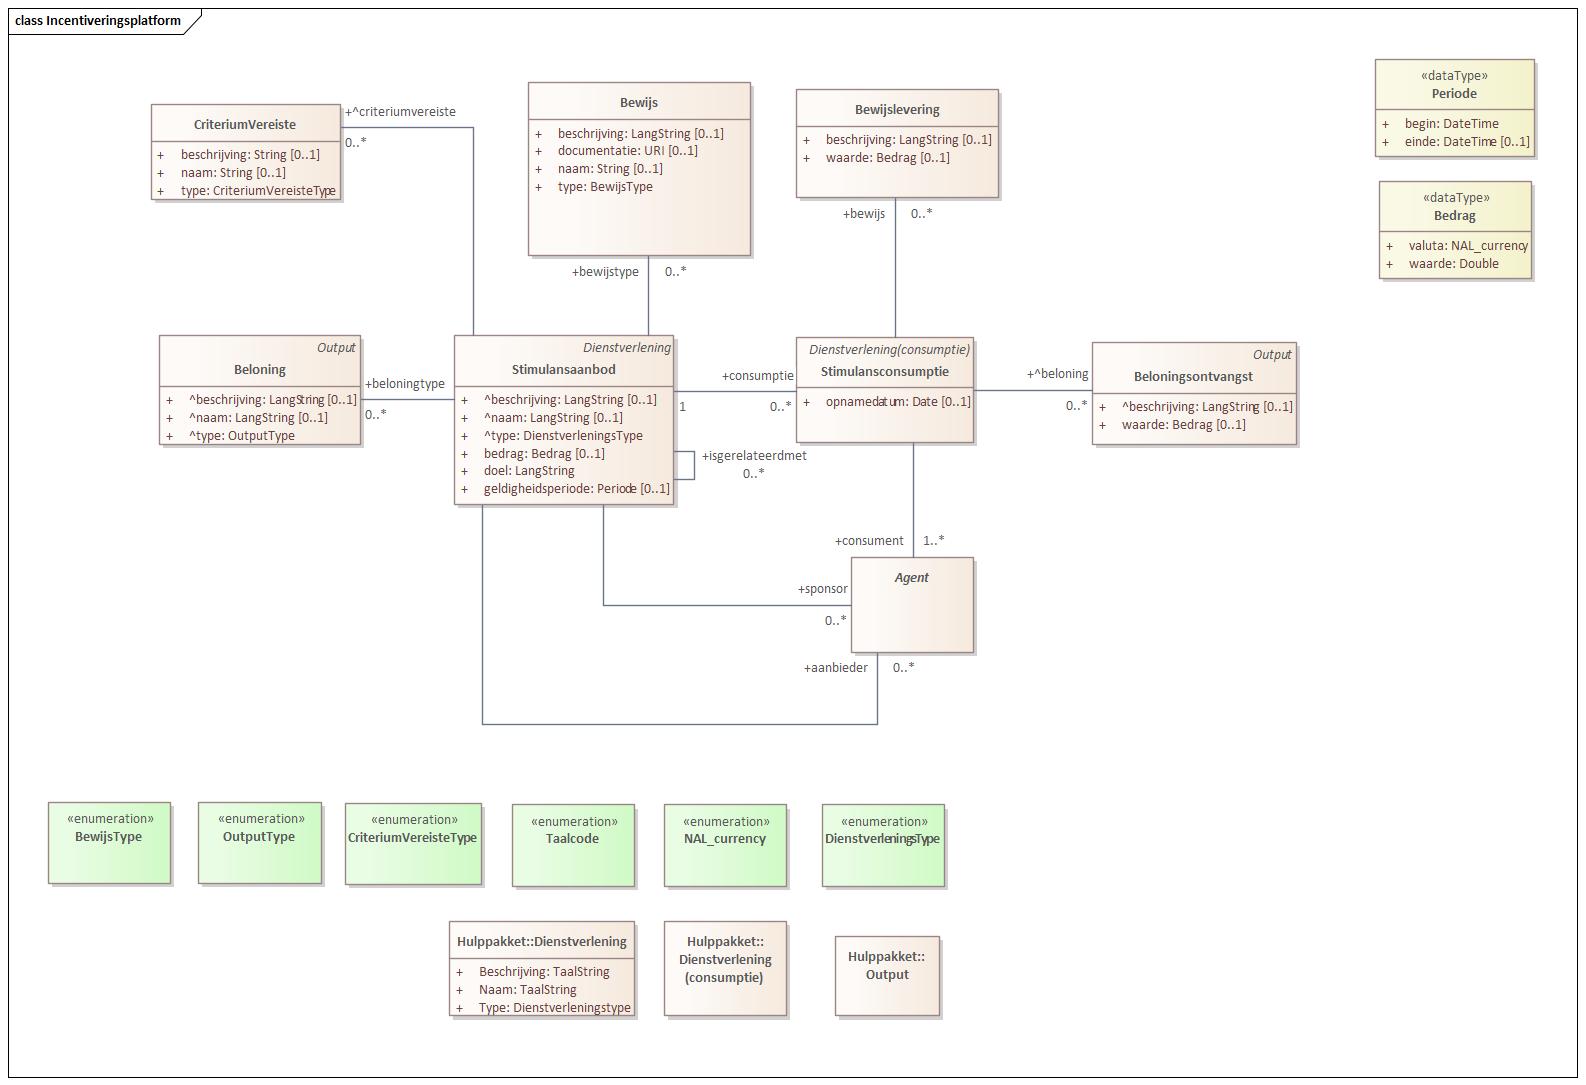 class Incentiveringsplatform
CriteriumVereiste
+ beschrijving: String [0..1]
+ naam: String [0..1]
+ type: CriteriumVereisteType
+^criteriumvereiste
0..*
Bewijs
+ beschrijving: LangString [0..1]
+ documentatie: URI [0..1]
+ naam: String [0..1]
+ type: BewijsType
+bewijstype 0..*
Bewijslevering
+ beschrijving: LangString [0..1]
+ waarde: Bedrag [0..1]
+bewijs 0..*
«dataType»
Periode
+ begin: DateTime
+ einde: DateTime [0..1]
«dataType»
Bedrag
+ valuta: NAL_currency
+ waarde: Double
Output
Beloning
+ ^beschrijving: LangString [0..1]
+ ^naam: LangString [0..1]
+ ^type: OutputType
+beloningtype
0..*
Dienstverlening
Stimulansaanbod
+ ^beschrijving: LangString [0..1]
+ ^naam: LangString [0..1]
+ ^type: DienstverleningsType
+ bedrag: Bedrag [0..1]
+ doel: LangString
+ geldigheidsperiode: Periode [0..1]
+consumptie
1 0..*
+isgerelateerdmet
0..*
Dienstverlening(consumptie)
Stimulansconsumptie
+ opnamedatum: Date [0..1]
+^beloning
0..*
Output
Beloningsontvangst
+ ^beschrijving: LangString [0..1]
+ waarde: Bedrag [0..1]
+consument 1..*
Agent
+sponsor
0..*
+aanbieder 0..*
«enumeration»
BewijsType
«enumeration»
OutputType
«enumeration»
CriteriumVereisteType
«enumeration»
Taalcode
«enumeration»
NAL_currency
«enumeration»
DienstverleningsType
Hulppakket::Dienstverlening
+ Beschrijving: TaalString
+ Naam: TaalString
+ Type: Dienstverleningstype
Hulppakket::
Dienstverlening
(consumptie)
Hulppakket::
Output